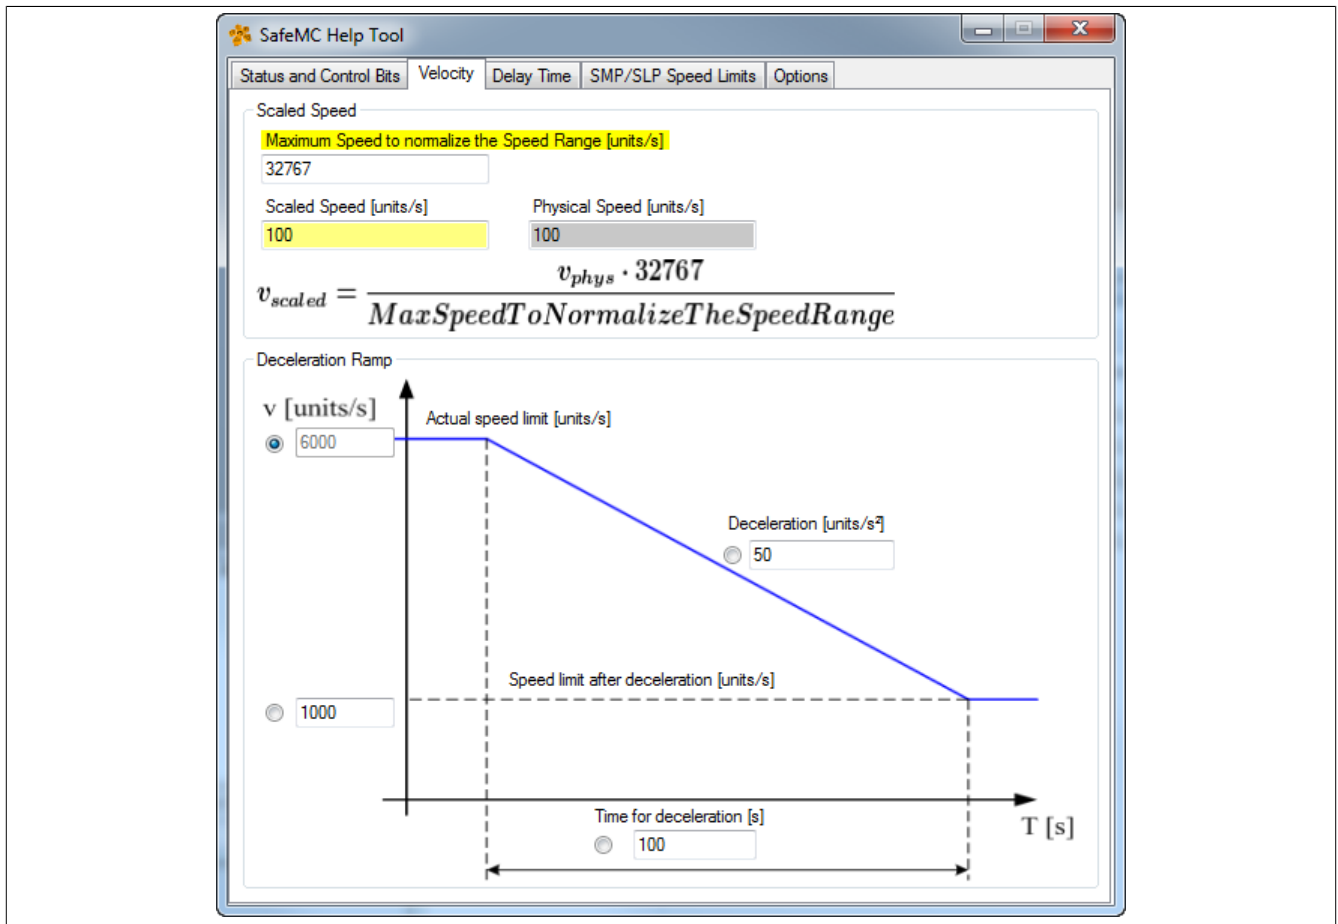 SafeMC Help Tool
Status and Control Bits Velocity Delay Time SMP/SLP Speed Limits Options
Scaled Speed
Maximum Speed to normalize the Speed Range [units/s]
32767
Scaled Speed [units/s] Physical Speed [units/s]
100 100
v_scaled = v_phys · 32767 / MaxSpeedToNormalizeTheSpeedRange
Deceleration Ramp
v [units/s]
Actual speed limit [units/s]
6000
Deceleration [units/s²]
50
Speed limit after deceleration [units/s]
1000
Time for deceleration [s]
T [s]
100